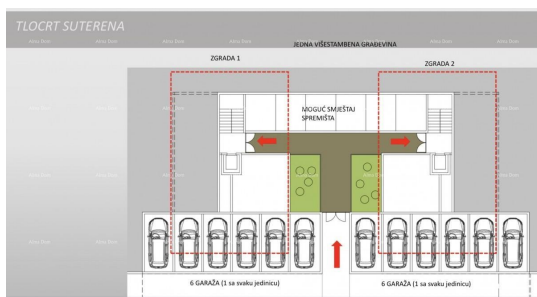 TLOCRT SUTERENA
JEDNA VIŠESTAMBENA GRAĐEVINA
ZGRADA 1
ZGRADA 2
MOGUĆ SMJEŠTAJ
SPREMIŠTA
6 GARAŽA (1 sa svaku jedinicu)
6 GARAŽA (1 sa svaku jedinicu)